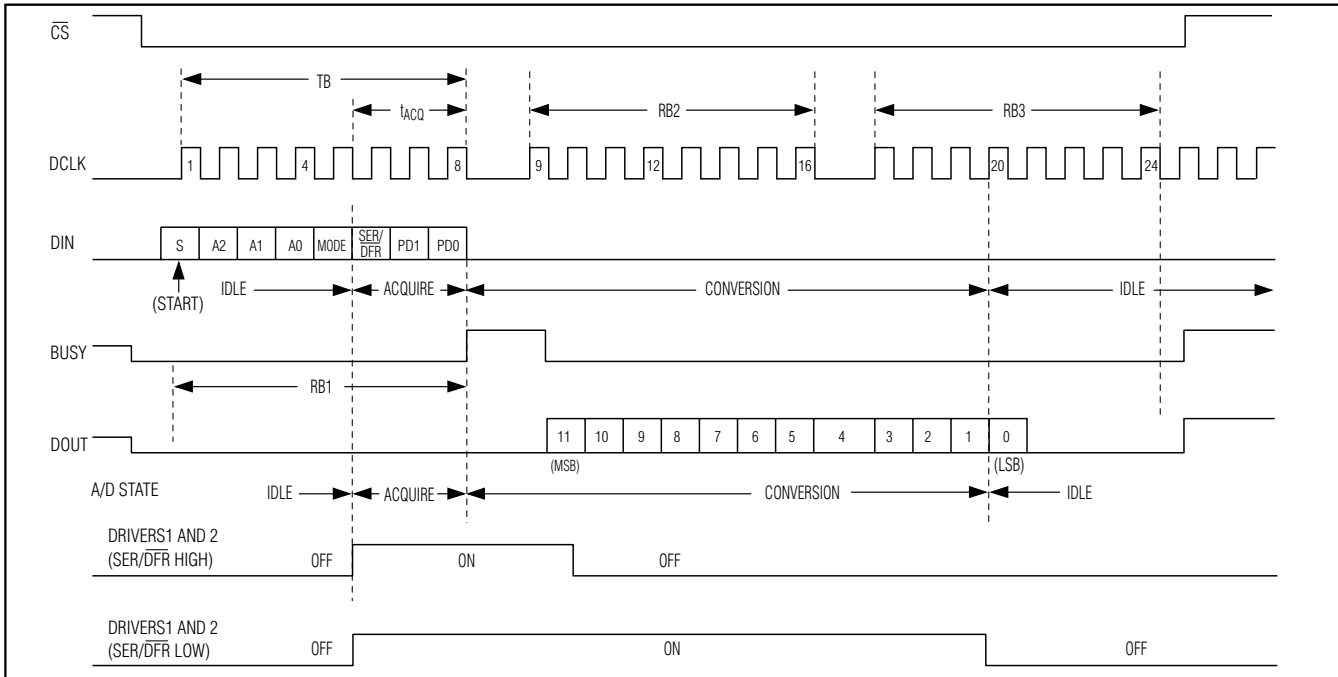 CS
TB
tACQ
RB2
RB3
DCLK
1 4 8 9 12 16 20 24
DIN
S A2 A1 A0 MODE SER/DFR PD1 PD0
(START)
IDLE ACQUIRE CONVERSION IDLE
BUSY
RB1
DOUT
11 10 9 8 7 6 5 4 3 2 1 0
(MSB) (LSB)
A/D STATE IDLE ACQUIRE CONVERSION IDLE
DRIVERS1 AND 2
(SER/DFR HIGH) OFF ON OFF
DRIVERS1 AND 2
(SER/DFR LOW) OFF ON OFF